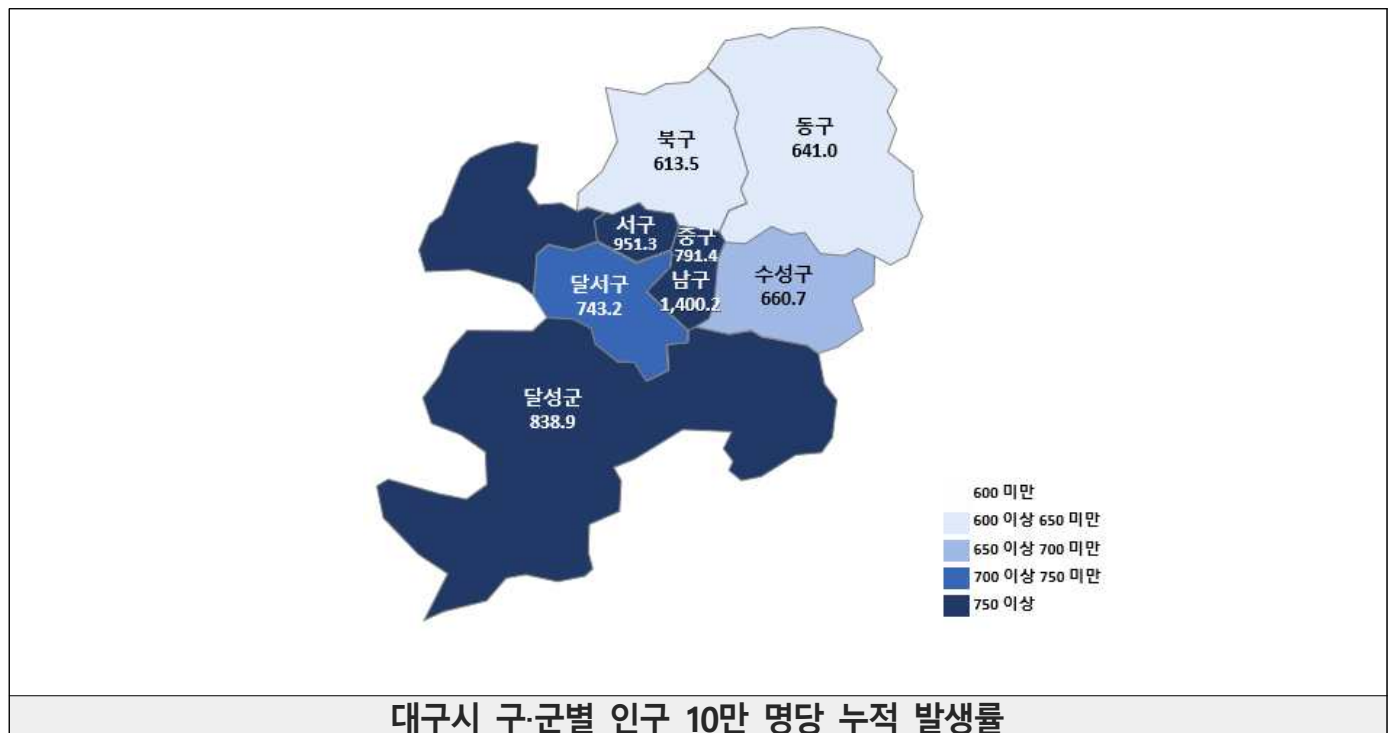 북구
613.5
동구
641.0
서구
951.3
중구
791.4
달서구
743.2
남구
1,400.2
수성구
660.7
달성군
838.9
600 미만
600 이상 650 미만
650 이상 700 미만
700 이상 750 미만
750 이상
대구시 구·군별 인구 10만 명당 누적 발생률